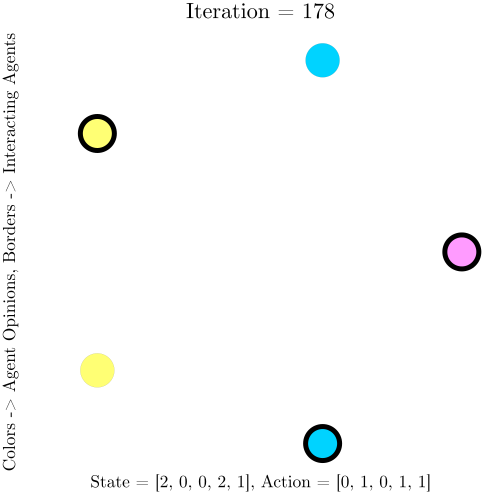 Iteration = 178
Colors -> Agent Opinions, Borders -> Interacting Agents
State = [2, 0, 0, 2, 1], Action = [0, 1, 0, 1, 1]